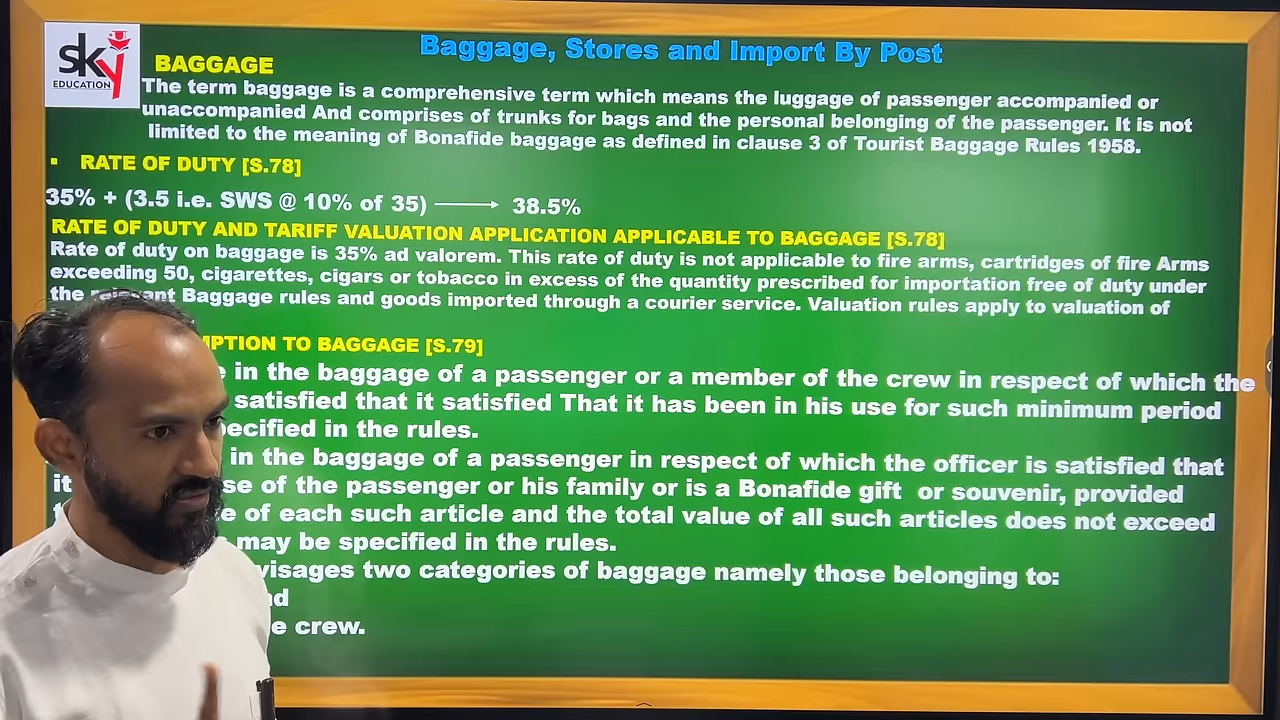 sky
EDUCATION
Baggage, Stores and Import By Post
BAGGAGE
The term baggage is a comprehensive term which means the luggage of passenger accompanied or
unaccompanied And comprises of trunks for bags and the personal belonging of the passenger. It is not
limited to the meaning of Bonafide baggage as defined in clause 3 of Tourist Baggage Rules 1958.
▪ RATE OF DUTY [S.78]
35% + (3.5 i.e. SWS @ 10% of 35) → 38.5%
RATE OF DUTY AND TARIFF VALUATION APPLICATION APPLICABLE TO BAGGAGE [S.78]
Rate of duty on baggage is 35% ad valorem. This rate of duty is not applicable to fire arms, cartridges of fire Arms
exceeding 50, cigarettes, cigars or tobacco in excess of the quantity prescribed for importation free of duty under
the Baggage rules and goods imported through a courier service. Valuation rules apply to valuation of
TO BAGGAGE [S.79]
in the baggage of a passenger or a member of the crew in respect of which the
satisfied that it satisfied That it has been in his use for such minimum period
in the rules.
in the baggage of a passenger in respect of which the officer is satisfied that
it of the passenger or his family or is a Bonafide gift or souvenir, provided
of each such article and the total value of all such articles does not exceed
may be specified in the rules.
two categories of baggage namely those belonging to:
crew.